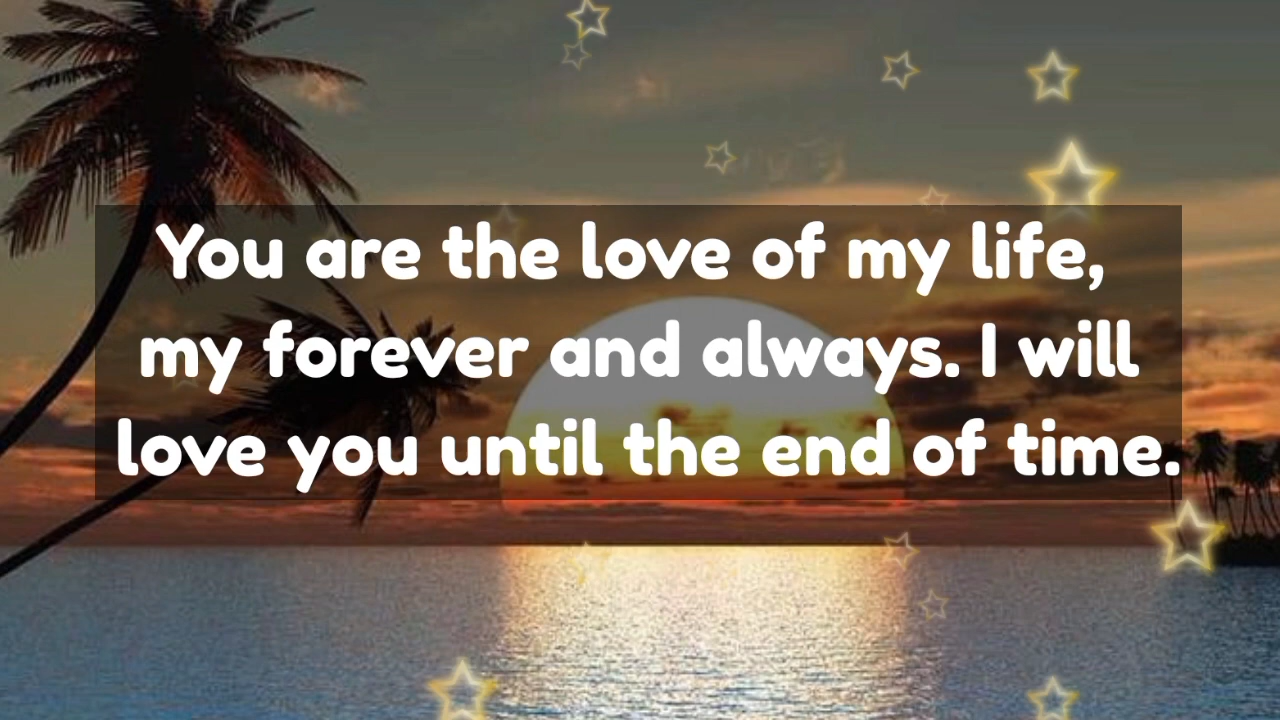 You are the love of my life,
my forever and always. I will
love you until the end of time.